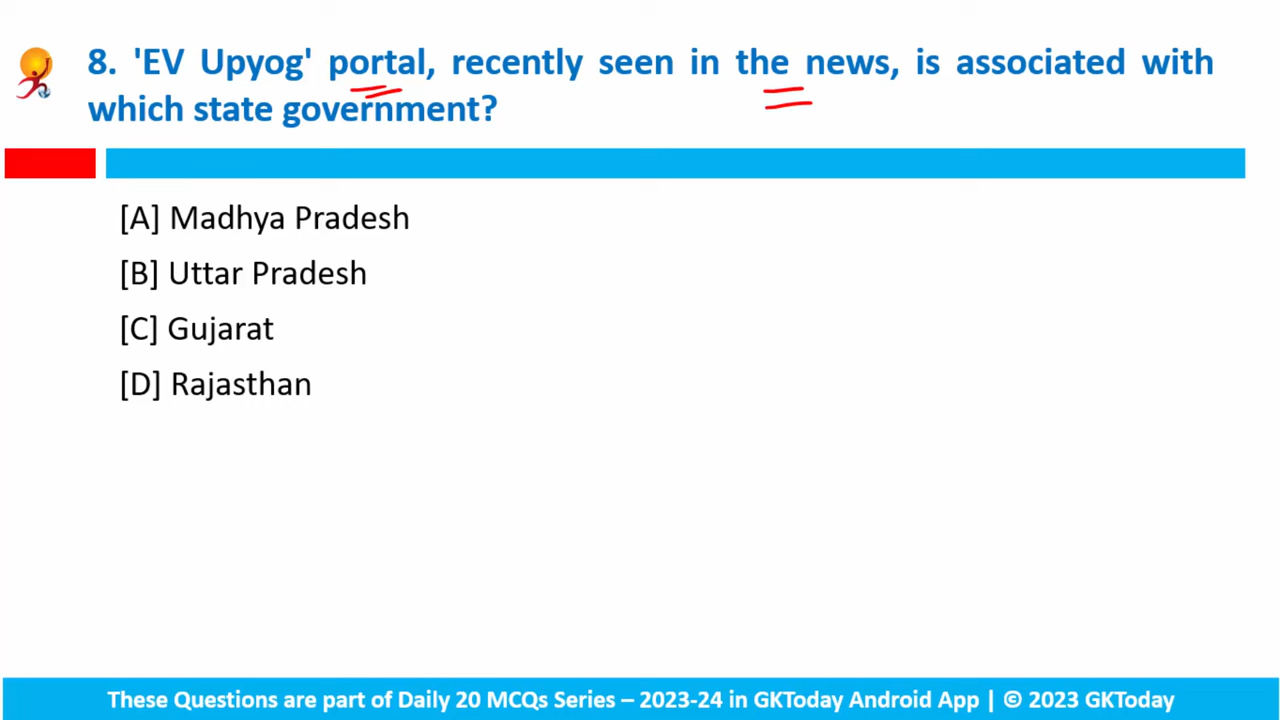 8. 'EV Upyog' portal, recently seen in the news, is associated with
which state government?
[A] Madhya Pradesh
[B] Uttar Pradesh
[C] Gujarat
[D] Rajasthan
These Questions are part of Daily 20 MCQs Series – 2023-24 in GKToday Android App | © 2023 GKToday